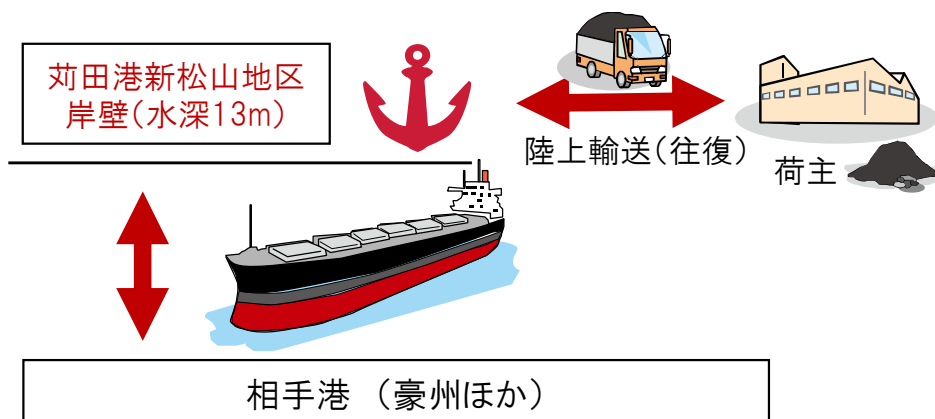 苅田港新松山地区
岸壁(水深13m)
陸上輸送(往復)
荷主
相手港 (豪州ほか)